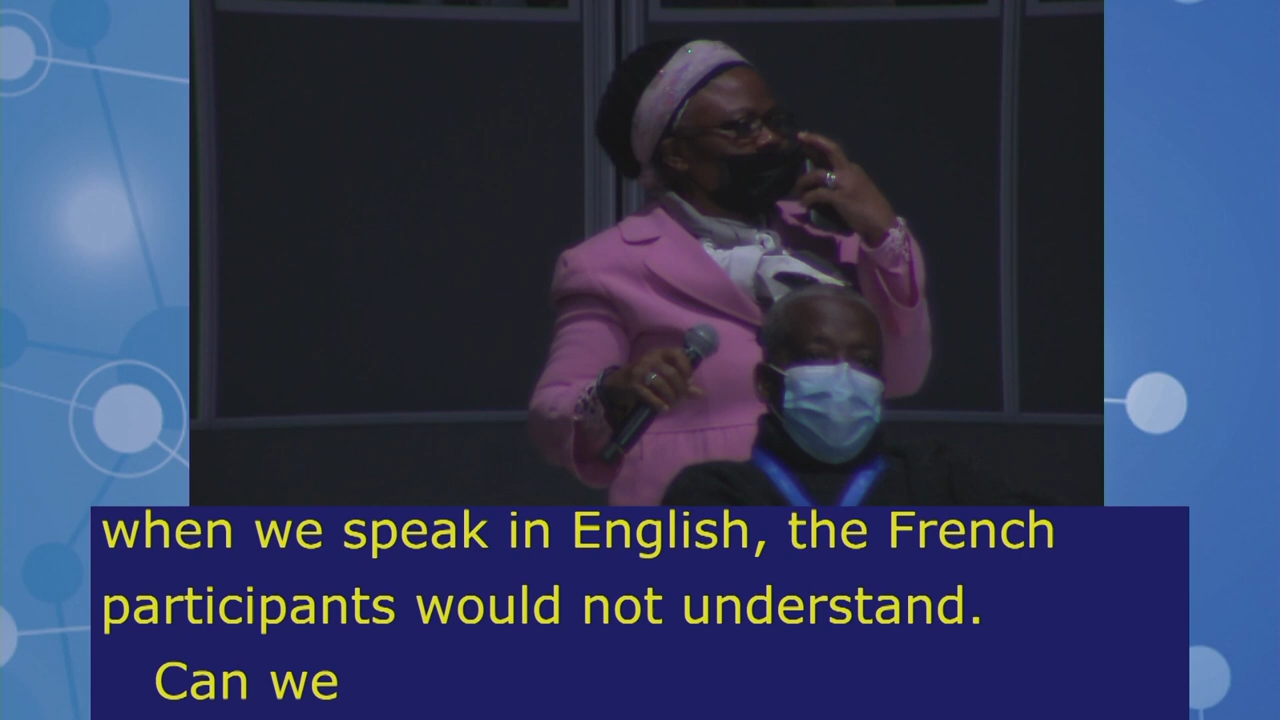 when we speak in English, the French
participants would not understand.
Can we